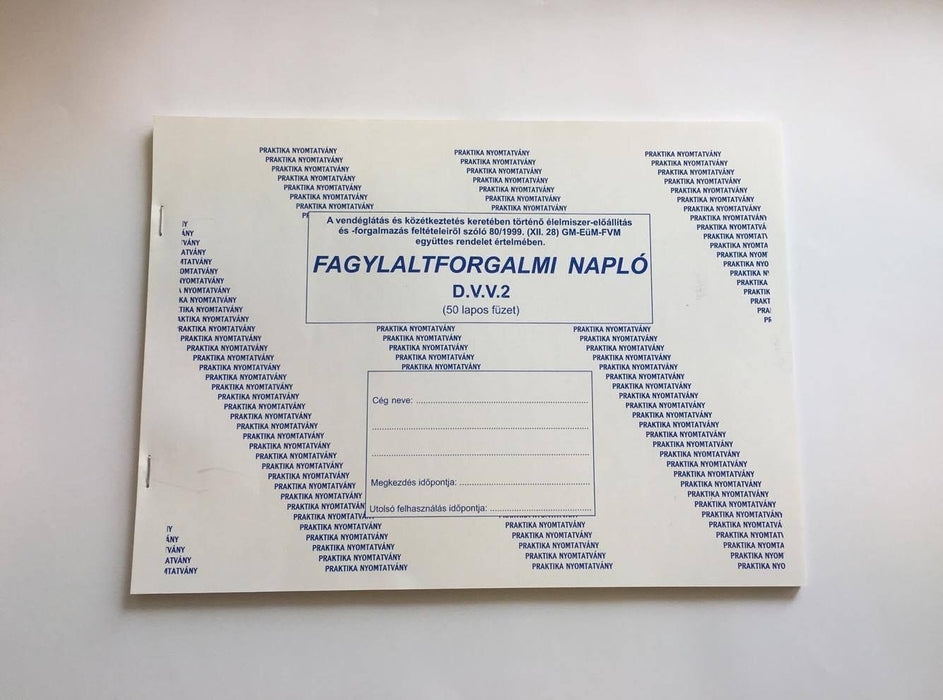 PRAKTIKA NYOMTATVÁNY
A vendéglátás és közétkeztetés keretében történő élelmiszer-előállítás
és -forgalmazás feltételeiről szóló 80/1999. (XII. 28) GM-EüM-FVM
együttes rendelet értelmében.
FAGYLALTFORGALMI NAPLÓ
D.V.V.2
(50 lapos füzet)
Cég neve:
Megkezdés időpontja:
Utolsó felhasználás időpontja: